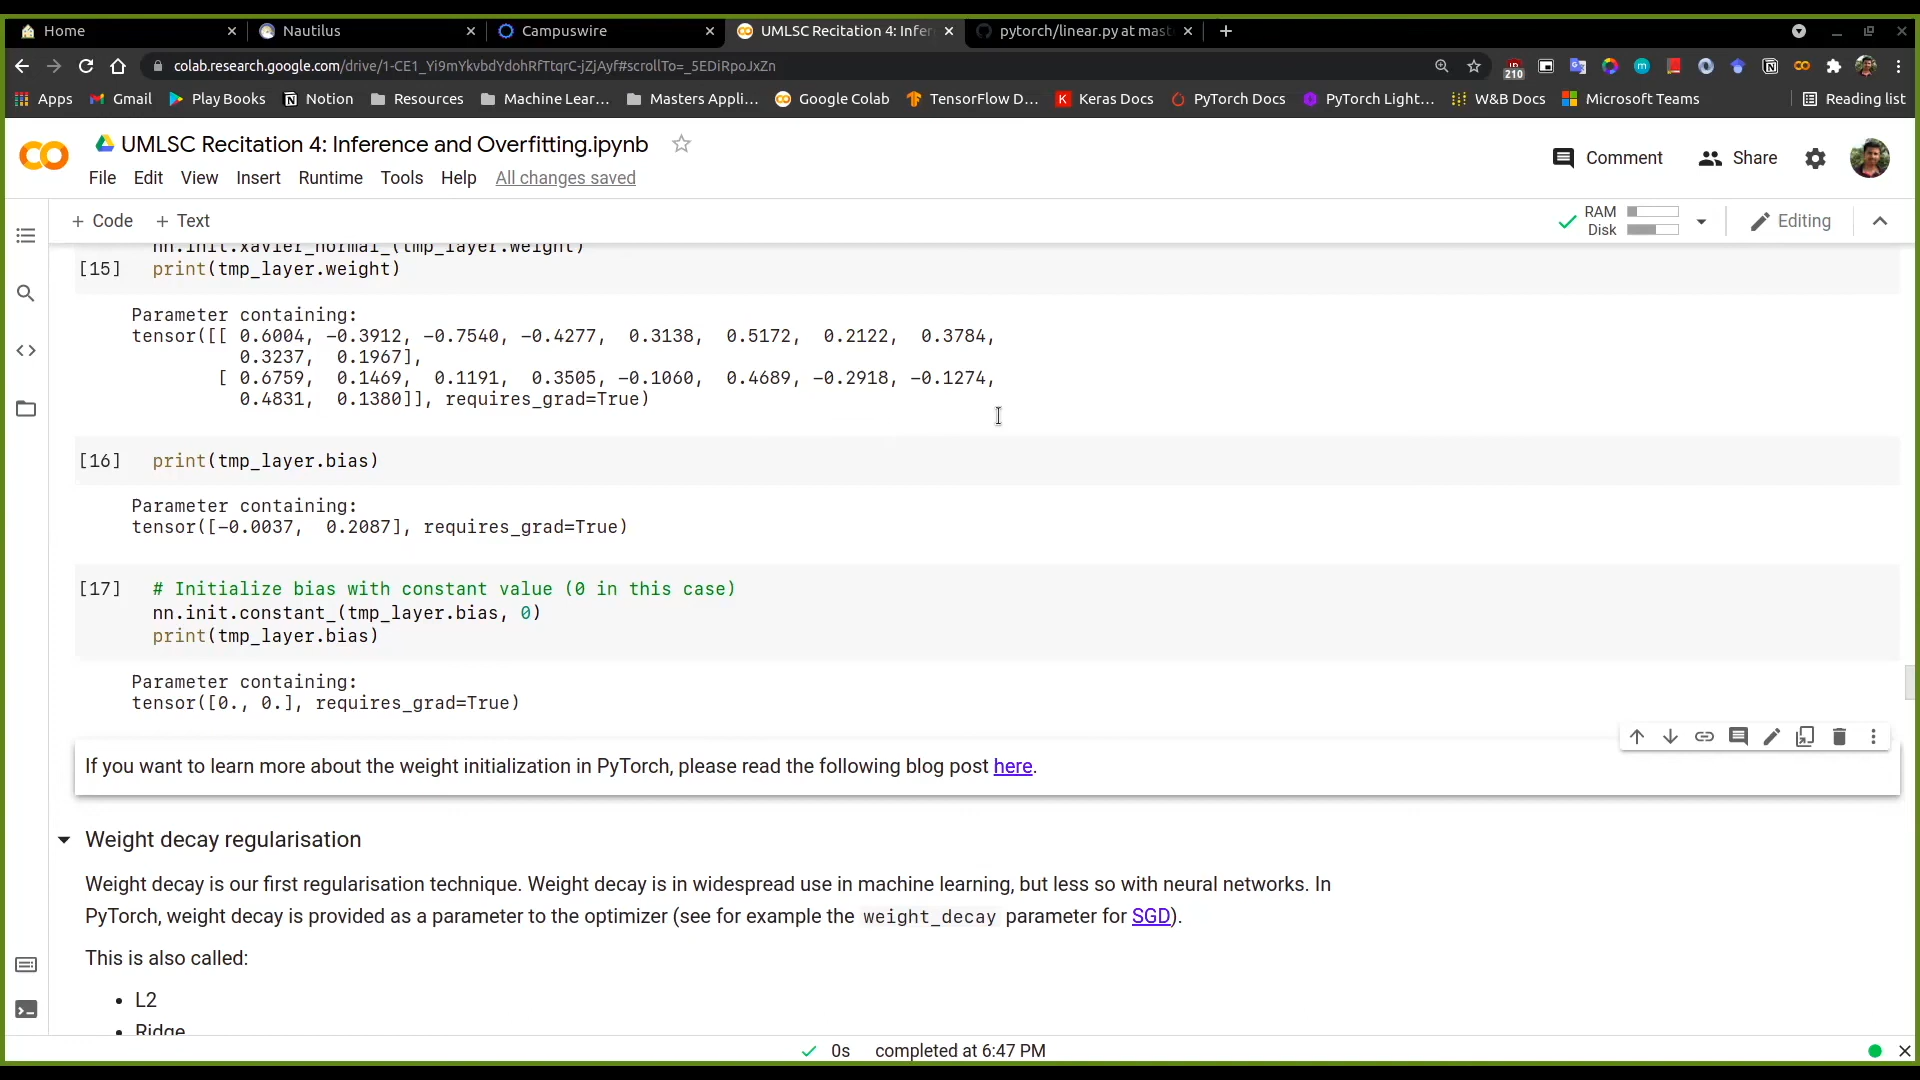 Home
Nautilus
Campuswire
UMLSC Recitation 4: Infer
pytorch/linear.py at mast
colab.research.google.com/drive/1-CE1_Yi9mYkvbdYdohRfTtqrC-jZjAyf#scrollTo=_5EDiRpoJxZn
210
Apps
Gmail
Play Books
Notion
Resources
Machine Lear...
Masters Appli...
Google Colab
TensorFlow D...
Keras Docs
PyTorch Docs
PyTorch Light...
W&B Docs
Microsoft Teams
Reading list
UMLSC Recitation 4: Inference and Overfitting.ipynb
Comment
Share
File Edit View Insert Runtime Tools Help All changes saved
+ Code + Text
RAM
Disk
Editing
nn.init.xavier_normal_(tmp_layer.weight)
[15] print(tmp_layer.weight)
Parameter containing:
tensor([[ 0.6004, -0.3912, -0.7540, -0.4277, 0.3138, 0.5172, 0.2122, 0.3784,
0.3237, 0.1967],
[ 0.6759, 0.1469, 0.1191, 0.3505, -0.1060, 0.4689, -0.2918, -0.1274,
0.4831, 0.1380]], requires_grad=True)
[16] print(tmp_layer.bias)
Parameter containing:
tensor([-0.0037, 0.2087], requires_grad=True)
[17] # Initialize bias with constant value (0 in this case)
nn.init.constant_(tmp_layer.bias, 0)
print(tmp_layer.bias)
Parameter containing:
tensor([0., 0.], requires_grad=True)
If you want to learn more about the weight initialization in PyTorch, please read the following blog post here.
Weight decay regularisation
Weight decay is our first regularisation technique. Weight decay is in widespread use in machine learning, but less so with neural networks. In
PyTorch, weight decay is provided as a parameter to the optimizer (see for example the weight_decay parameter for SGD).
This is also called:
• L2
• Ridge
0s completed at 6:47 PM